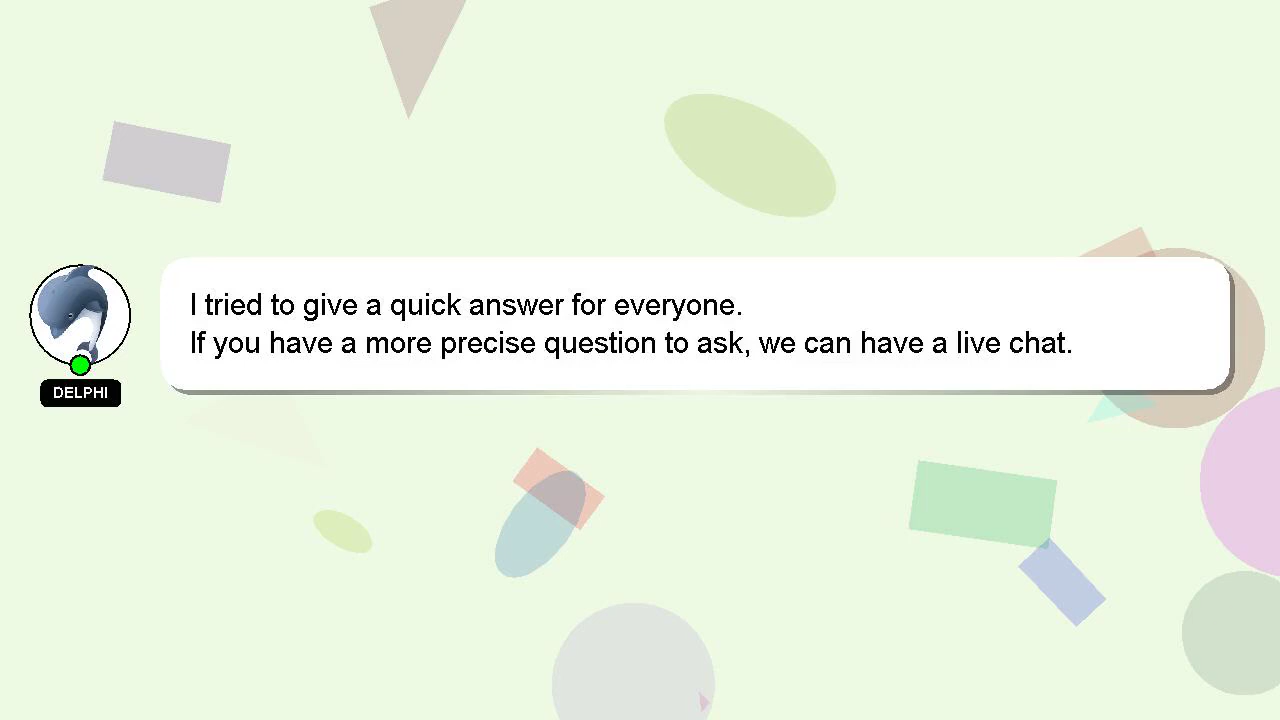 I tried to give a quick answer for everyone.
If you have a more precise question to ask, we can have a live chat.
DELPHI